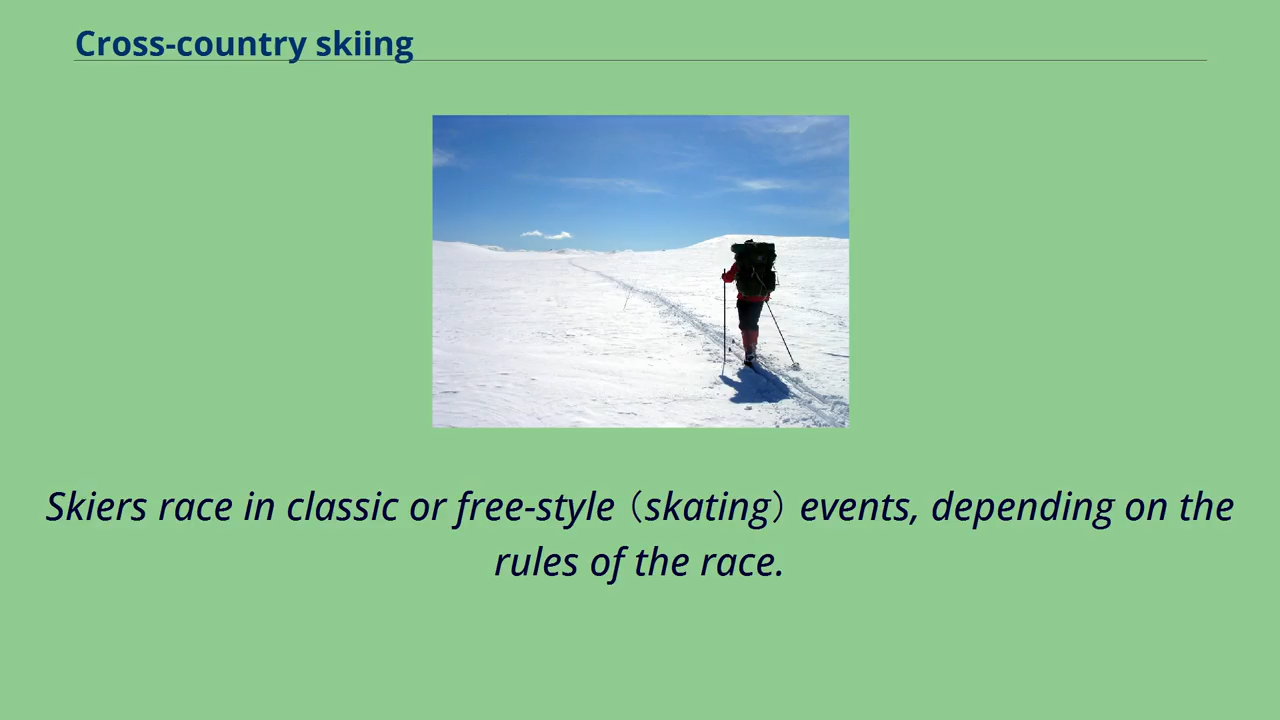 Cross-country skiing
Skiers race in classic or free-style（skating）events, depending on the
rules of the race.